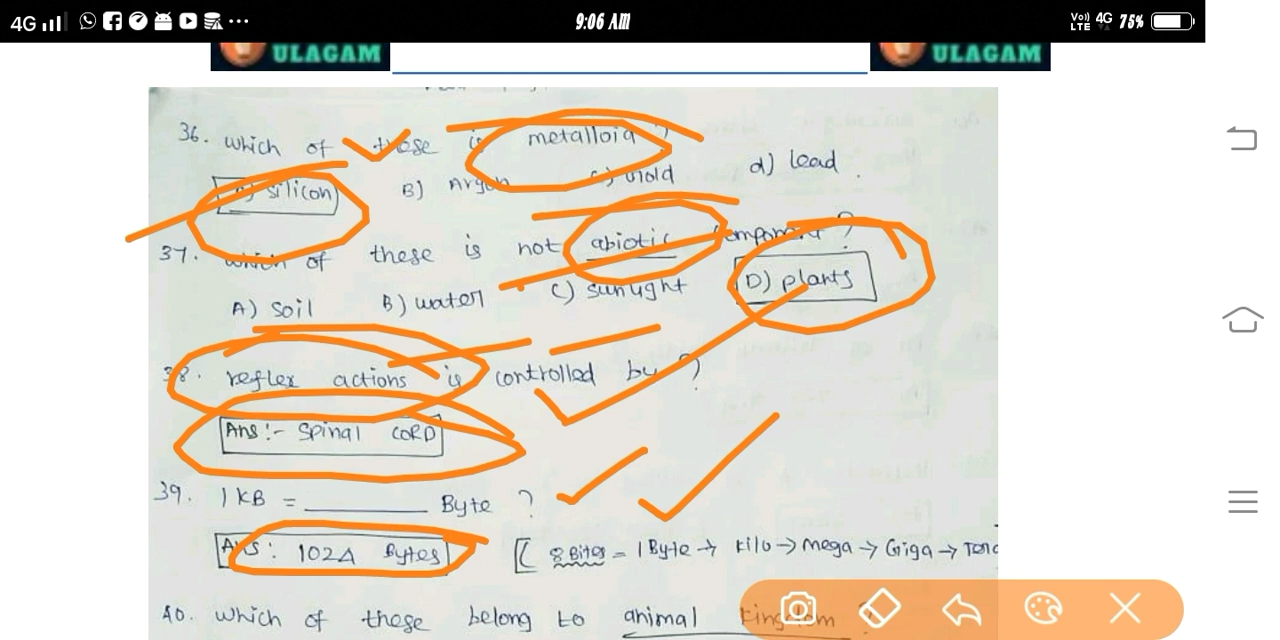 4G 9:06 AM Vo)) LTE 4G 75%
ULAGAM ULAGAM
36. which of these is metalloid ?
A) silicon B) Argon C) Gold d) lead.
37. which of these is not abiotic component ?
A) soil B) water C) sunlight D) plants
38. reflex actions is controlled by ?
Ans :- Spinal CORD
39. 1 KB = ________ Byte ?
Ans : 1024 Bytes [ 8 Bites = 1 Byte → kilo → Mega → Giga →
40. which of these belong to animal kingdom